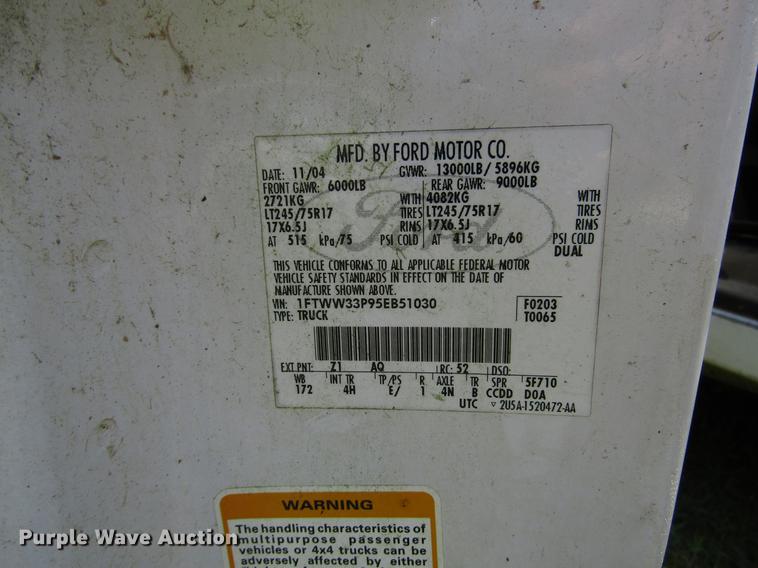 MFD. BY FORD MOTOR CO.
DATE: 11/04 GVWR: 13000LB/ 5896KG
FRONT GAWR: 6000LB REAR GAWR: 9000LB
2721KG WITH 4082KG WITH
LT245/75R17 TIRES LT245/75R17 TIRES
17X6.5J RIMS 17X6.5J RIMS
AT 515 kPa/75 PSI COLD AT 415 kPa/60 PSI COLD
DUAL
Ford
THIS VEHICLE CONFORMS TO ALL APPLICABLE FEDERAL MOTOR
VEHICLE SAFETY STANDARDS IN EFFECT ON THE DATE OF
MANUFACTURE SHOWN ABOVE.
VIN: 1FTWW33P95EB51030 F0203
TYPE: TRUCK T0065
EXT PNT: Z1 AQ RC: 52 DSO:
WB INT TR TP/PS R AXLE TR SPR 5F710
172 4H E/ 1 4N B CCDD D0A
UTC ▽ 2U5A-1520472-AA
WARNING
The handling characteristics of
multipurpose passenger
vehicles or 4x4 trucks can be
adversely affected by either
Purple Wave Auction